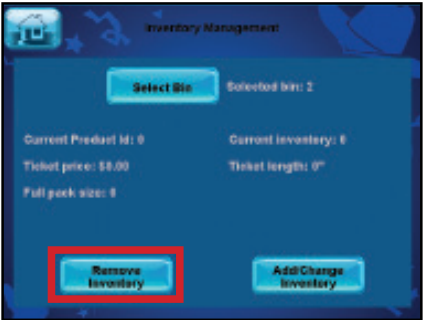 Inventory Management
Select Bin
Selected bin: 2
Current Product Id: 0
Current inventory: 0
Ticket price: $0.00
Ticket length: 0"
Full pack size: 0
Remove
Inventory
Add/Change
Inventory